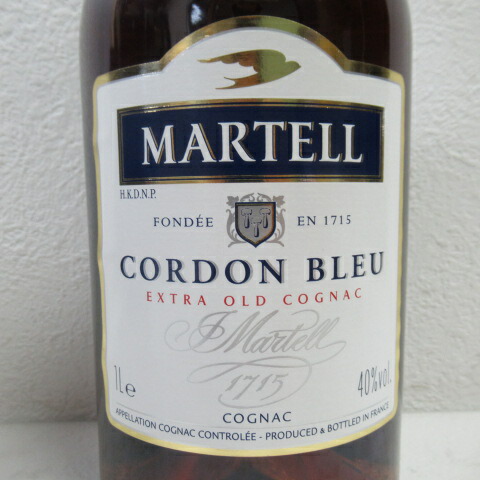 MARTELL
H.K.D.N.P.
FONDÉE EN 1715
CORDON BLEU
EXTRA OLD COGNAC
J Martell
1715
1L e 40%vol.
COGNAC
APPELLATION COGNAC CONTROLÉE - PRODUCED & BOTTLED IN FRANCE